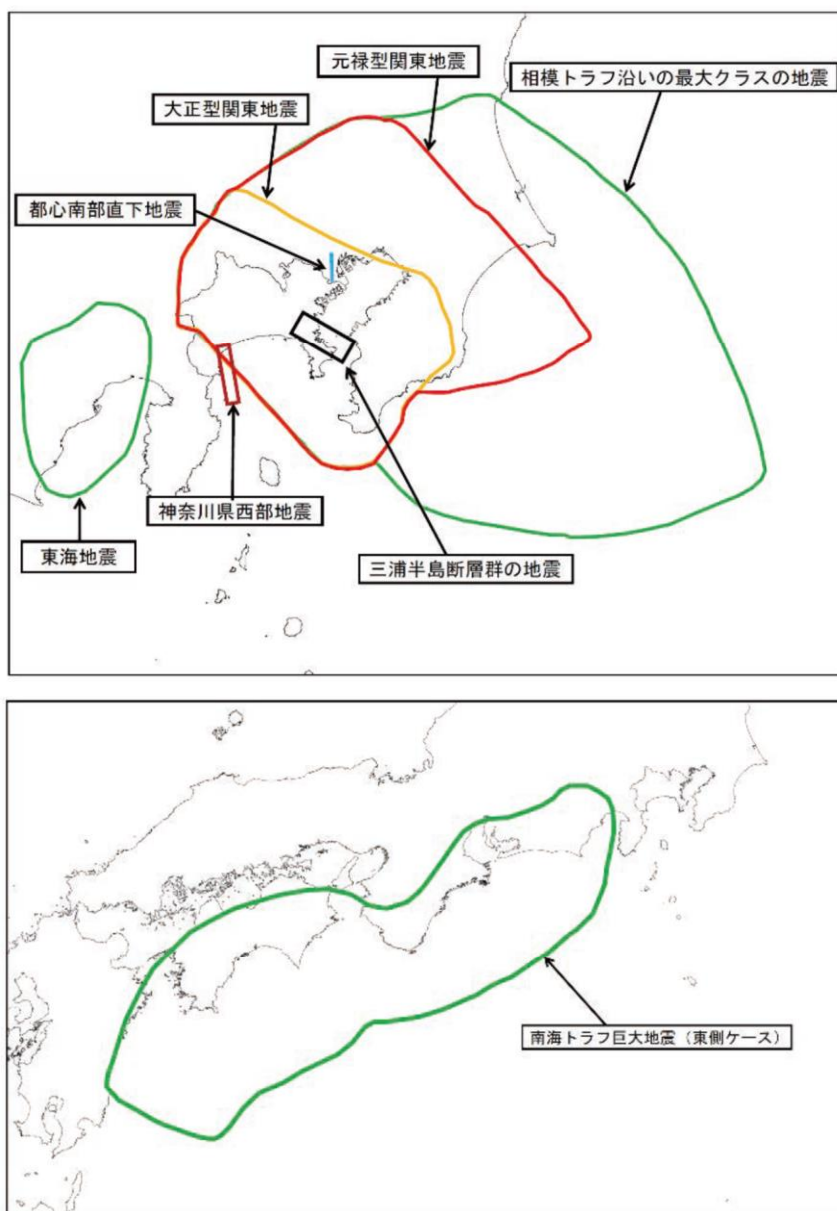 元禄型関東地震
相模トラフ沿いの最大クラスの地震
大正型関東地震
都心南部直下地震
神奈川県西部地震
東海地震
三浦半島断層群の地震
南海トラフ巨大地震（東側ケース）